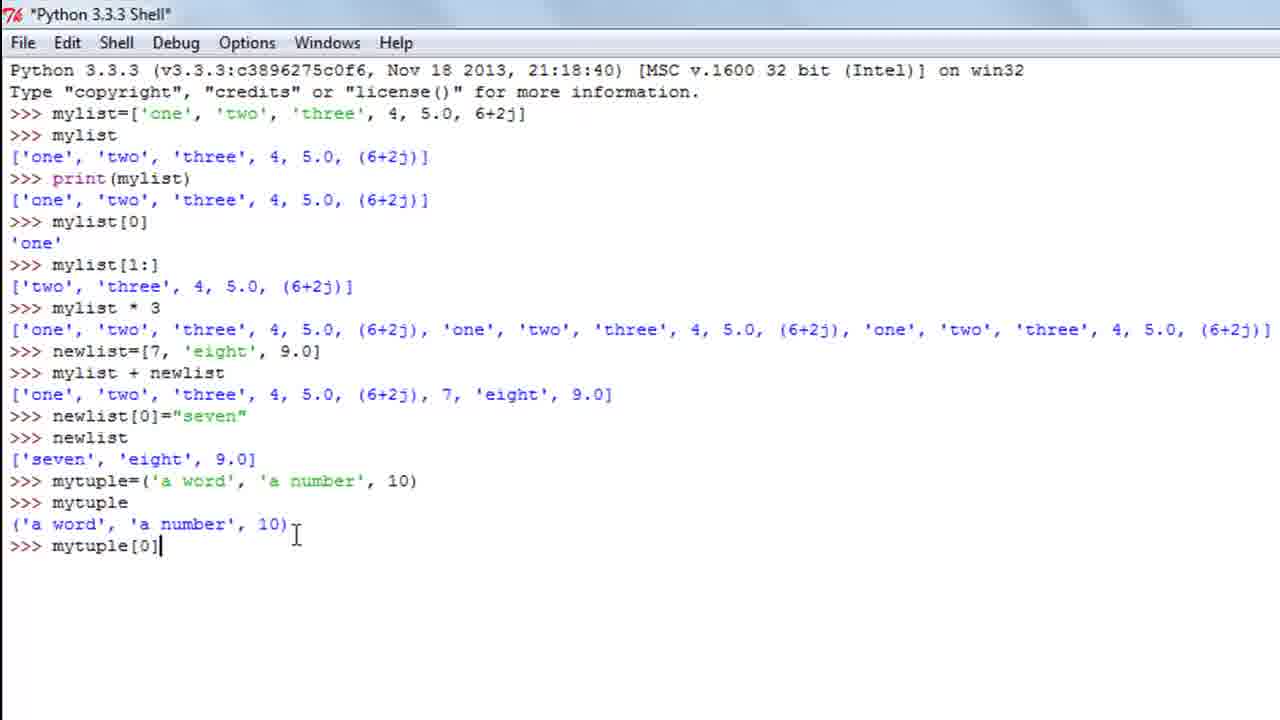 *Python 3.3.3 Shell*
File Edit Shell Debug Options Windows Help
Python 3.3.3 (v3.3.3:c3896275c0f6, Nov 18 2013, 21:18:40) [MSC v.1600 32 bit (Intel)] on win32
Type "copyright", "credits" or "license()" for more information.
>>> mylist=['one', 'two', 'three', 4, 5.0, 6+2j]
>>> mylist
['one', 'two', 'three', 4, 5.0, (6+2j)]
>>> print(mylist)
['one', 'two', 'three', 4, 5.0, (6+2j)]
>>> mylist[0]
'one'
>>> mylist[1:]
['two', 'three', 4, 5.0, (6+2j)]
>>> mylist * 3
['one', 'two', 'three', 4, 5.0, (6+2j), 'one', 'two', 'three', 4, 5.0, (6+2j), 'one', 'two', 'three', 4, 5.0, (6+2j)]
>>> newlist=[7, 'eight', 9.0]
>>> mylist + newlist
['one', 'two', 'three', 4, 5.0, (6+2j), 7, 'eight', 9.0]
>>> newlist[0]="seven"
>>> newlist
['seven', 'eight', 9.0]
>>> mytuple=('a word', 'a number', 10)
>>> mytuple
('a word', 'a number', 10)
>>> mytuple[0]